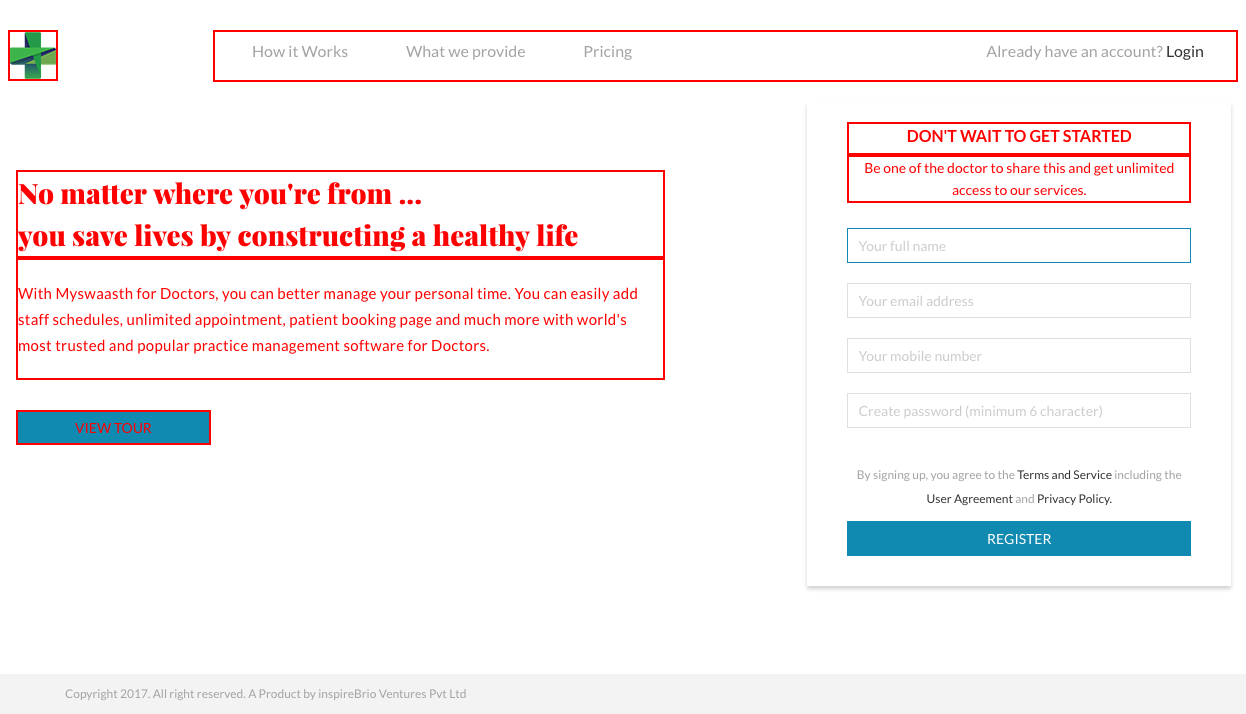 How it Works
What we provide
Pricing
Already have an account? Login
No matter where you're from ...
you save lives by constructing a healthy life
With Myswaasth for Doctors, you can better manage your personal time. You can easily add
staff schedules, unlimited appointment, patient booking page and much more with world's
most trusted and popular practice management software for Doctors.
VIEW TOUR
DON'T WAIT TO GET STARTED
Be one of the doctor to share this and get unlimited
access to our services.
Your full name
Your email address
Your mobile number
Create password (minimum 6 character)
By signing up, you agree to the Terms and Service including the
User Agreement and Privacy Policy.
REGISTER
Copyright 2017. All right reserved. A Product by inspireBrio Ventures Pvt Ltd